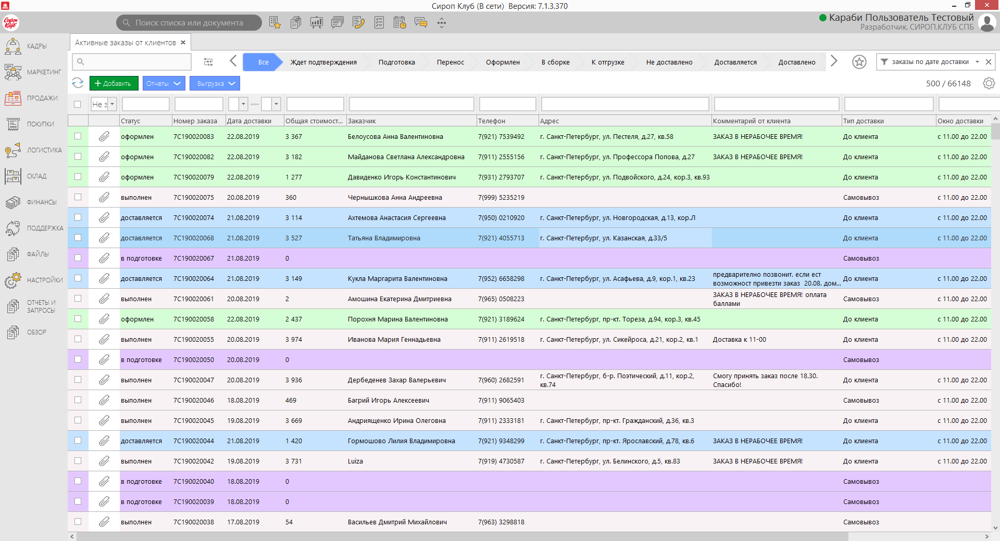 Сироп Клуб (В сети) Версия: 7.1.3.370
Сироп Клуб
Поиск списка или документа
Караби Пользователь Тестовый
Разработчик. СИРОП.КЛУБ СПБ
КАДРЫ
МАРКЕТИНГ
ПРОДАЖИ
ПОКУПКИ
ЛОГИСТИКА
СКЛАД
ФИНАНСЫ
ПОДДЕРЖКА
ФАЙЛЫ
НАСТРОЙКИ
ОТЧЕТЫ И
ЗАПРОСЫ
ОБЗОР
Активные заказы от клиентов
Все Ждет подтверждения Подготовка Перенос Оформлен В сборке К отгрузке Не доставлено Доставляется Доставлено
заказы по дате доставки
Добавить Отчеты Выгрузка
500 / 66148
Не з
Статус Номер заказа Дата доставки Общая стоимост... Заказчик Телефон Адрес Комментарий от клиента Тип доставки Окно доставки
оформлен 7С190020083 22.08.2019 3 367 Белоусова Анна Валентиновна 7(921) 7539492 г. Санкт-Петербург, ул. Пестеля, д.27, кв.58 ЗАКАЗ В НЕРАБОЧЕЕ ВРЕМЯ! До клиента с 11.00 до 22.00
оформлен 7С190020082 22.08.2019 3 182 Майданова Светлана Александровна 7(911) 2555156 г. Санкт-Петербург, ул. Профессора Попова, д.27 ЗАКАЗ В НЕРАБОЧЕЕ ВРЕМЯ! До клиента с 11.00 до 22.00
оформлен 7С190020079 22.08.2019 1 277 Давиденко Игорь Константинович 7(931) 2793707 г. Санкт-Петербург, ул. Подвойского, д.24, кор.3, кв.93 До клиента с 11.00 до 22.00
выполнен 7С190020075 20.08.2019 360 Чернышкова Анна Андреевна 7(999) 5235219 Самовывоз с 11.00 до 22.00
доставляется 7С190020074 21.08.2019 3 114 Ахтемова Анастасия Сергеевна 7(950) 0210920 г. Санкт-Петербург, ул. Новгородская, д.13, кор.Л До клиента с 11.00 до 22.00
доставляется 7С190020068 21.08.2019 3 527 Татьяна Владимировна 7(921) 4055713 г. Санкт-Петербург, ул. Казанская, д.33/5 До клиента с 11.00 до 22.00
в подготовке 7С190020067 21.08.2019 0 Самовывоз
доставляется 7С190020064 21.08.2019 3 149 Кукла Маргарита Валентиновна 7(952) 6658298 г. Санкт-Петербург, ул. Асафьева, д.9, кор.1, кв.23 предварително позвонит. если ест До клиента с 11.00 до 22.00
возможност привезти заказ 20.08. дом...
выполнен 7С190020061 20.08.2019 2 Амошина Екатерина Дмитриевна 7(965) 0508223 ЗАКАЗ В НЕРАБОЧЕЕ ВРЕМЯ! оплата Самовывоз с 11.00 до 22.00
баллами
оформлен 7С190020058 22.08.2019 2 437 Порохня Марина Валентиновна 7(921) 3189624 г. Санкт-Петербург, пр-кт. Тореза, д.94, кор.3, кв.45 До клиента с 11.00 до 22.00
выполнен 7С190020055 20.08.2019 3 974 Иванова Мария Геннадьевна 7(911) 2619518 г. Санкт-Петербург, ул. Сикейроса, д.21, кор.2, кв.1 Доставка к 11-00 До клиента с 11.00 до 22.00
в подготовке 7С190020050 20.08.2019 0 Самовывоз
выполнен 7С190020047 20.08.2019 3 936 Дербеденев Захар Валерьевич 7(960) 2682591 г. Санкт-Петербург, б-р. Поэтический, д.11, кор.2, Смогу принять заказ после 18.30. До клиента с 11.00 до 22.00
кв.74 Спасибо!
выполнен 7С190020046 18.08.2019 469 Багрий Игорь Алексеевич 7(911) 9065403 Самовывоз с 11.00 до 22.00
выполнен 7С190020045 19.08.2019 3 669 Андриященко Ирина Олеговна 7(911) 2333181 г. Санкт-Петербург, пр-кт. Гражданский, д.36, кв.3 До клиента с 11.00 до 22.00
доставляется 7С190020044 21.08.2019 1 420 Гормошово Лилия Владимировна 7(921) 9348299 г. Санкт-Петербург, пр-кт. Ярославский, д.78, кв.6 ЗАКАЗ В НЕРАБОЧЕЕ ВРЕМЯ! До клиента с 11.00 до 22.00
выполнен 7С190020042 19.08.2019 3 731 Luiza 7(919) 4730587 г. Санкт-Петербург, ул. Белинского, д.5, кв.83 ЗАКАЗ В НЕРАБОЧЕЕ ВРЕМЯ! До клиента с 11.00 до 22.00
в подготовке 7С190020040 18.08.2019 0 Самовывоз
в подготовке 7С190020039 18.08.2019 0 Самовывоз
выполнен 7С190020038 17.08.2019 54 Васильев Дмитрий Михайлович 7(963) 3298818 Самовывоз